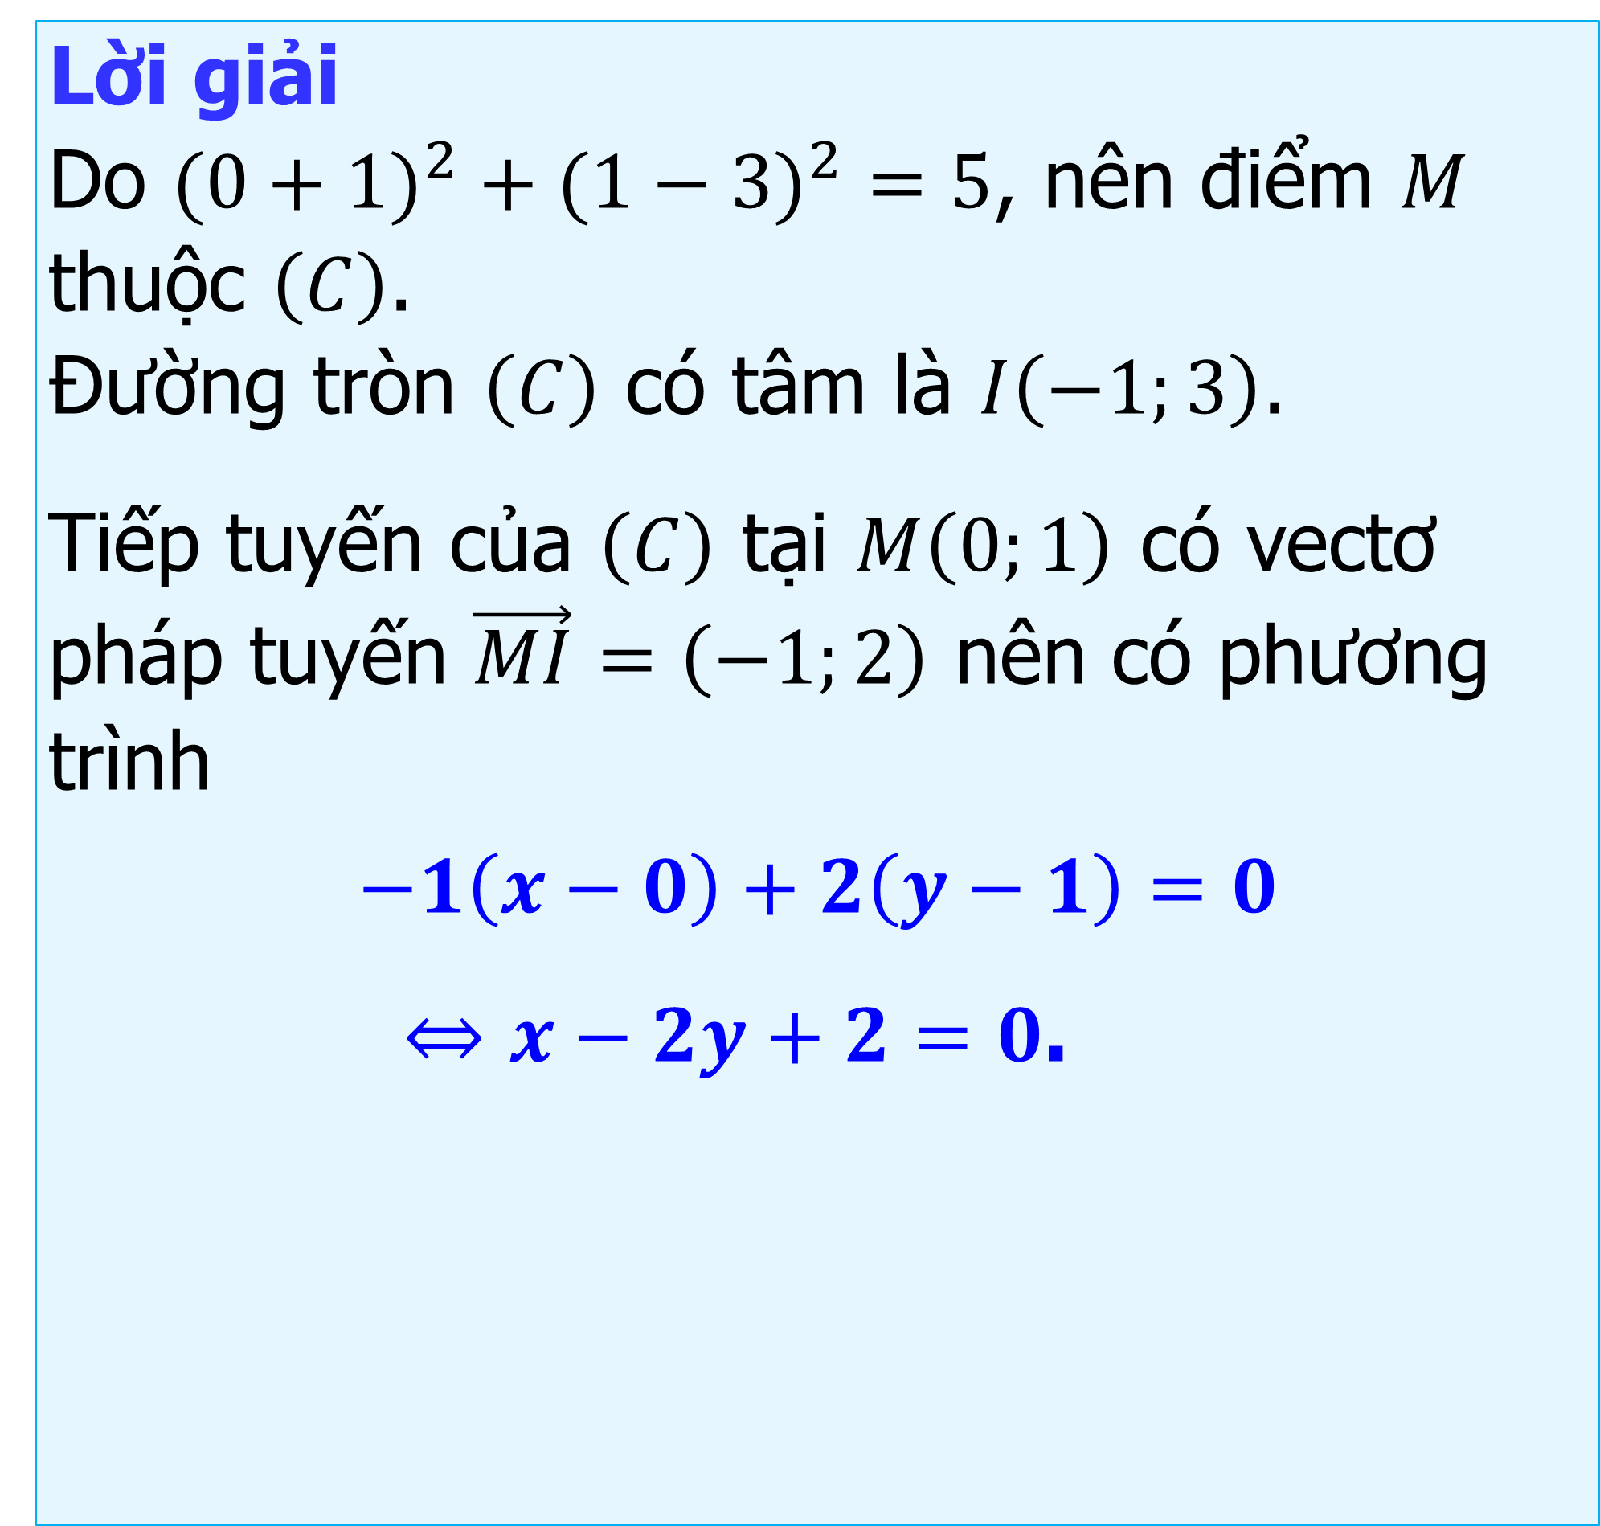 Lời giải
Do (0 + 1)² + (1 − 3)² = 5, nên điểm M
thuộc (C).
Đường tròn (C) có tâm là I(−1; 3).
Tiếp tuyến của (C) tại M(0; 1) có vectơ
pháp tuyến \overrightarrow{MI} = (−1; 2) nên có phương
trình
−1(x − 0) + 2(y − 1) = 0
⇔ x − 2y + 2 = 0.